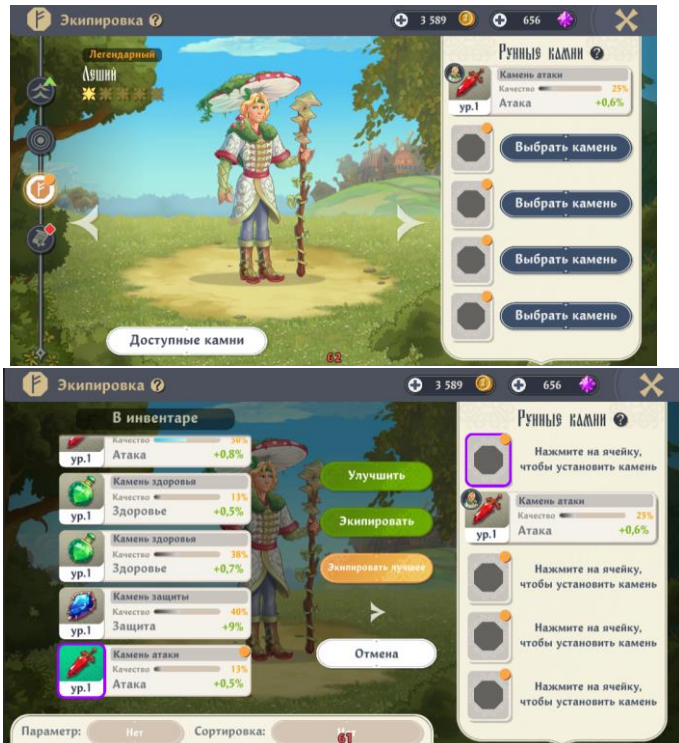 Экипировка ?
3 589
656
Легендарный
Леший
Рунные камни ?
Камень атаки
Качество 25%
ур.1 Атака +0,6%
Выбрать камень
Выбрать камень
Выбрать камень
Выбрать камень
Доступные камни
62
Экипировка ?
3 589
656
В инвентаре
Качество 50%
ур.1 Атака +0,8%
Камень здоровья
Качество 13%
ур.1 Здоровье +0,5%
Камень здоровья
Качество 38%
ур.1 Здоровье +0,7%
Камень защиты
Качество 40%
ур.1 Защита +9%
Камень атаки
Качество 13%
ур.1 Атака +0,5%
Параметр: Нет Сортировка:
61
Улучшить
Экипировать
Экипировать лучшее
Отмена
Рунные камни ?
Нажмите на ячейку,
чтобы установить камень
Камень атаки
Качество 25%
ур.1 Атака +0,6%
Нажмите на ячейку,
чтобы установить камень
Нажмите на ячейку,
чтобы установить камень
Нажмите на ячейку,
чтобы установить камень